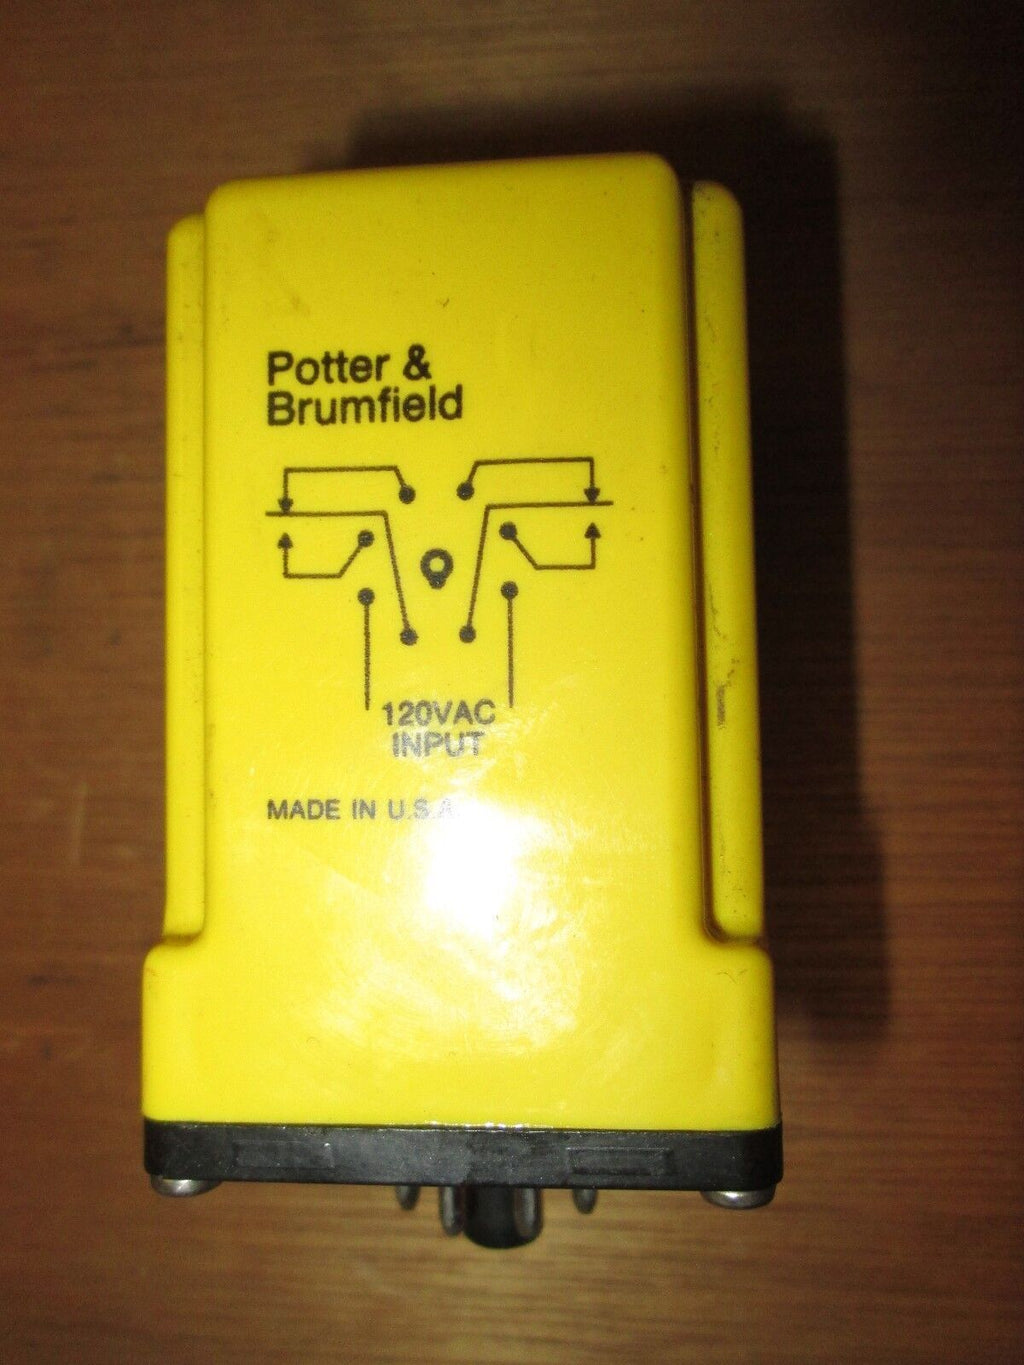 Potter &
Brumfield
120VAC
INPUT
MADE IN U.S.A.